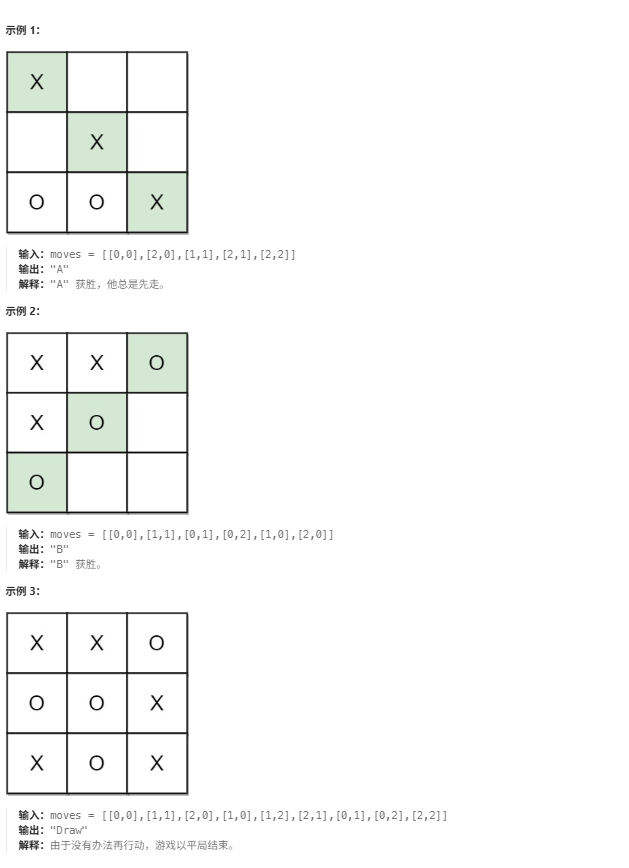 示例 1：
X
X
O O X
输入：moves = [[0,0],[2,0],[1,1],[2,1],[2,2]]
输出："A"
解释："A" 获胜，他总是先走。
示例 2：
X X O
X O
O
输入：moves = [[0,0],[1,1],[0,1],[0,2],[1,0],[2,0]]
输出："B"
解释："B" 获胜。
示例 3：
X X O
O O X
X O X
输入：moves = [[0,0],[1,1],[2,0],[1,0],[1,2],[2,1],[0,1],[0,2],[2,2]]
输出："Draw"
解释：由于没有办法再行动，游戏以平局结束。